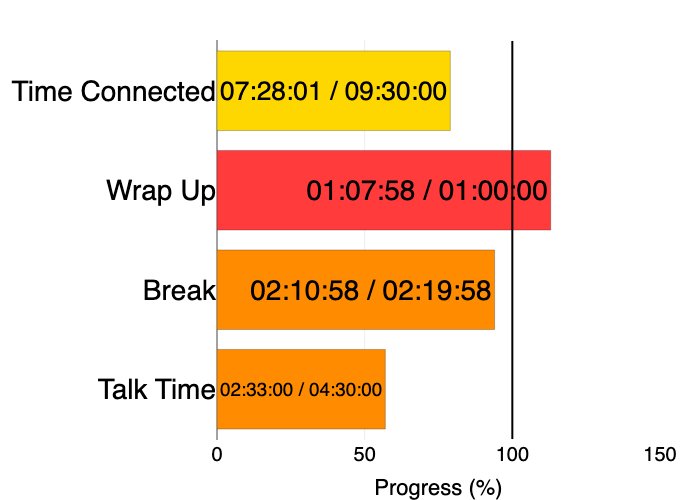 Time Connected 07:28:01 / 09:30:00
Wrap Up 01:07:58 / 01:00:00
Break 02:10:58 / 02:19:58
Talk Time 02:33:00 / 04:30:00
0 50 100 150
Progress (%)